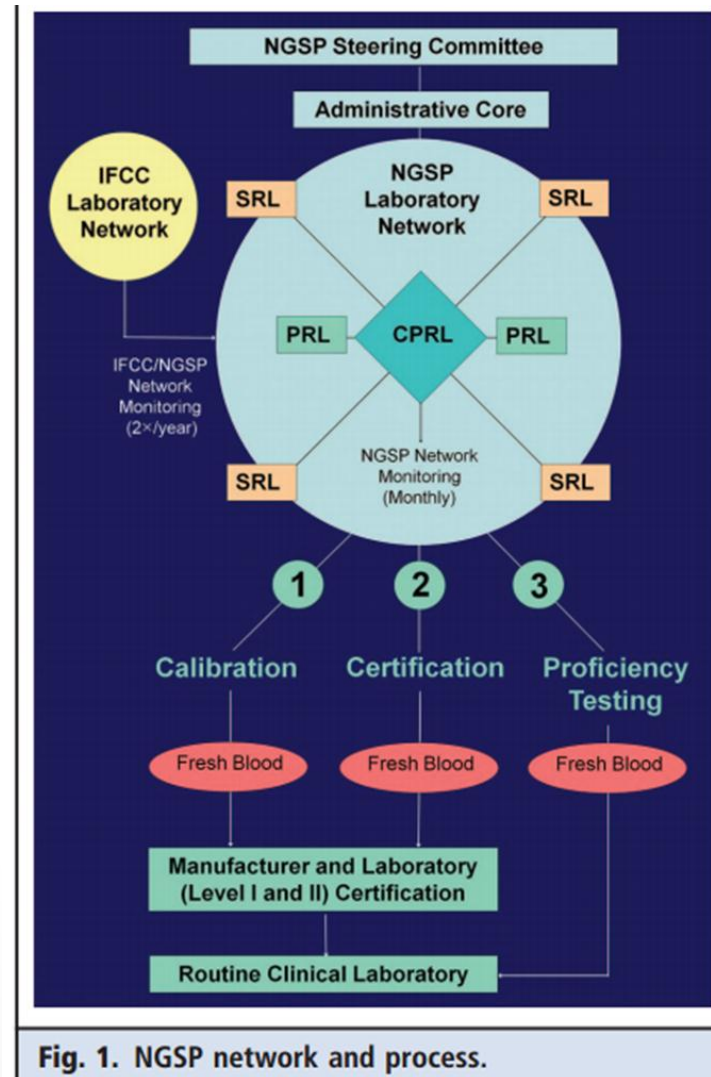 NGSP Steering Committee
Administrative Core
IFCC
Laboratory
Network
NGSP
Laboratory
Network
SRL
SRL
PRL
CPRL
PRL
IFCC/NGSP
Network
Monitoring
(2×/year)
NGSP Network
Monitoring
(Monthly)
SRL
SRL
1
2
3
Calibration
Certification
Proficiency
Testing
Fresh Blood
Fresh Blood
Fresh Blood
Manufacturer and Laboratory
(Level I and II) Certification
Routine Clinical Laboratory
Fig. 1. NGSP network and process.